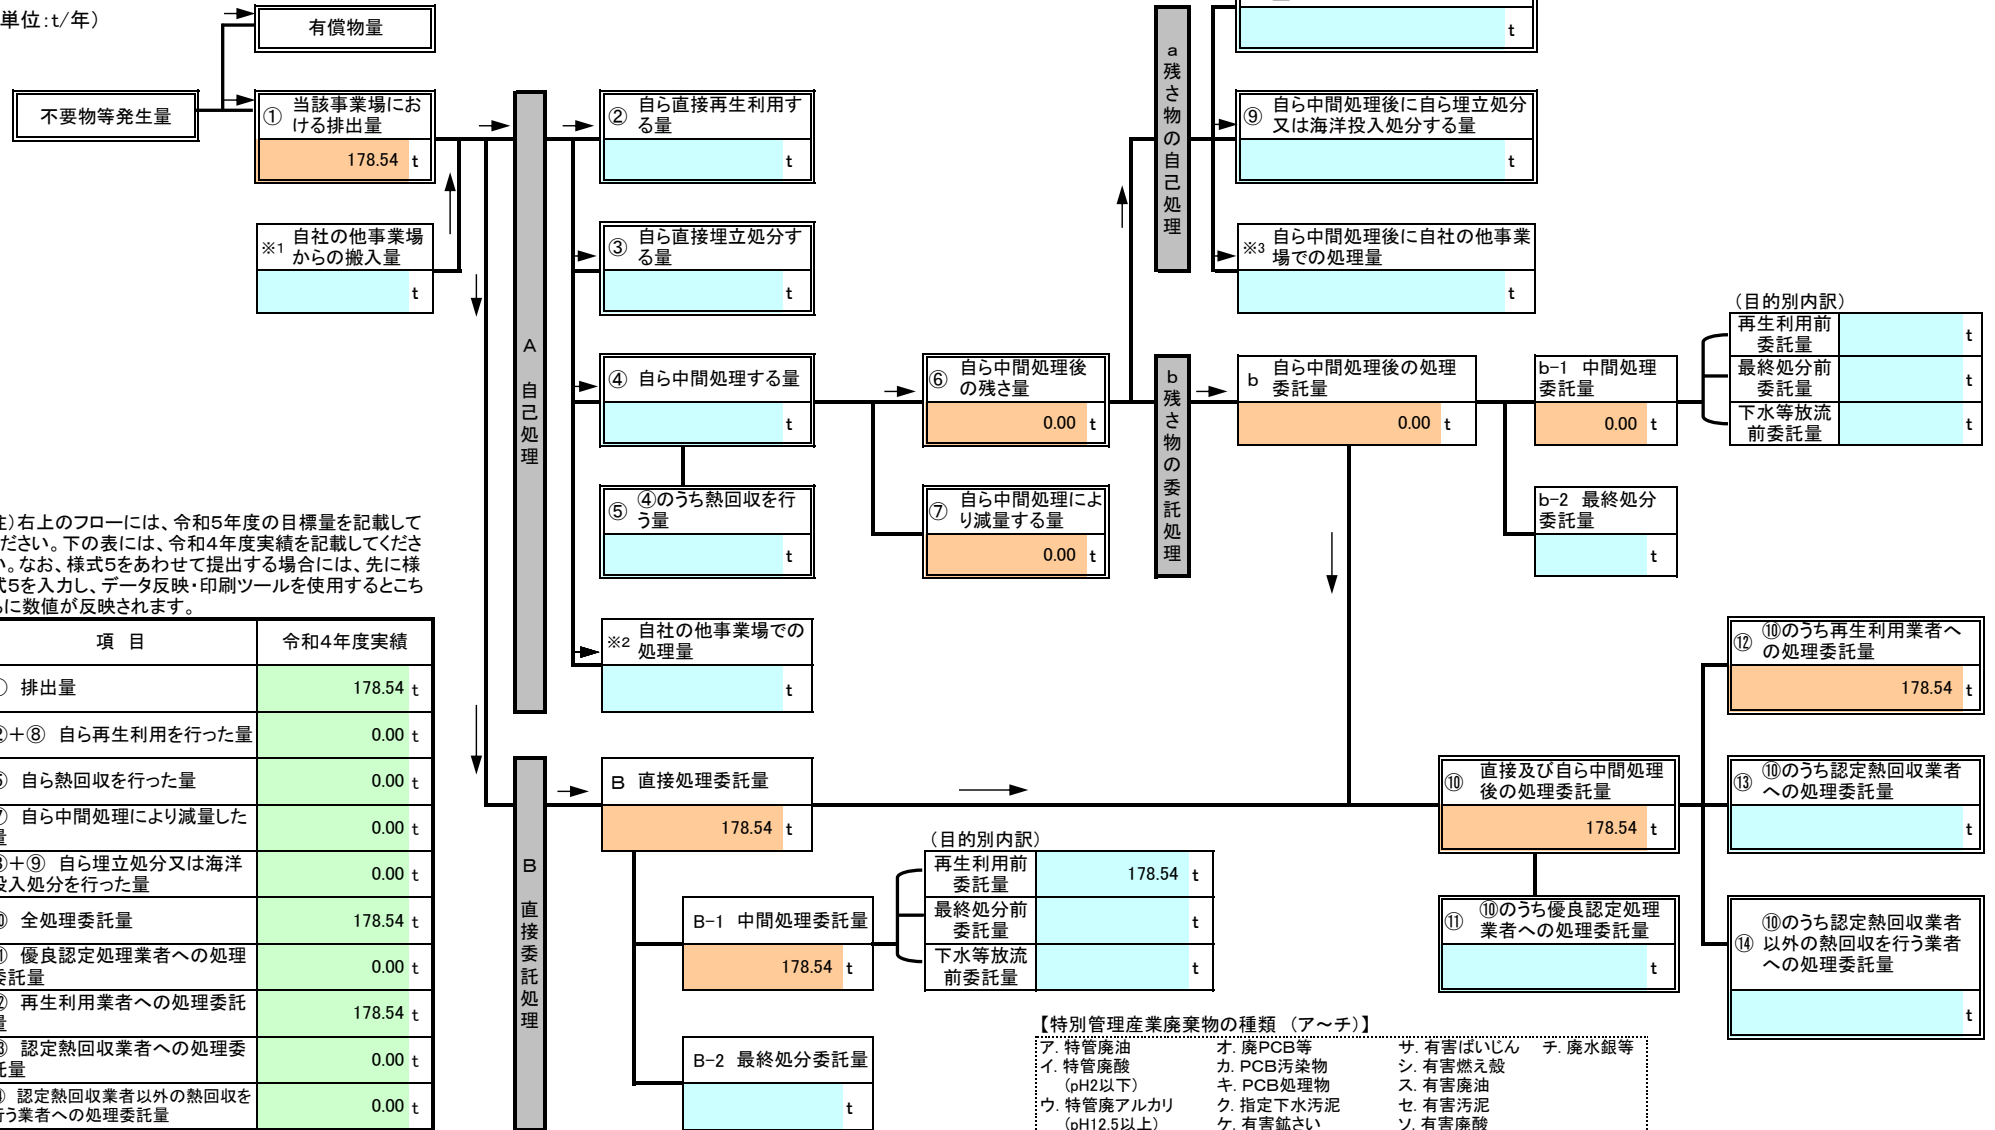 単位:t/年)
有償物量
不要物等発生量
① 当該事業場にお
ける排出量
178.54 t
※1 自社の他事業場
からの搬入量
t
A 自己処理
② 自ら直接再生利用す
る量
t
③ 自ら直接埋立処分す
る量
t
④ 自ら中間処理する量
t
⑤ ④のうち熱回収を行
う量
t
※2 自社の他事業場での
処理量
t
⑥ 自ら中間処理後
の残さ量
0.00 t
⑦ 自ら中間処理によ
り減量する量
0.00 t
a 残さ物の自己処理
t
⑨ 自ら中間処理後に自ら埋立処分
又は海洋投入処分する量
t
※3 自ら中間処理後に自社の他事業
場での処理量
t
b 残さ物の委託処理
b 自ら中間処理後の処理
委託量
0.00 t
b-1 中間処理
委託量
0.00 t
b-2 最終処分
委託量
t
(目的別内訳)
再生利用前
委託量
t
最終処分前
委託量
t
下水等放流
前委託量
t
注)右上のフローには、令和5年度の目標量を記載して
ださい。下の表には、令和4年度実績を記載してくださ
い。なお、様式5をあわせて提出する場合には、先に様
式5を入力し、データ反映・印刷ツールを使用するとこち
らに数値が反映されます。
項 目 令和4年度実績
① 排出量 178.54 t
②+⑧ 自ら再生利用を行った量 0.00 t
⑤ 自ら熱回収を行った量 0.00 t
⑦ 自ら中間処理により減量した
量 0.00 t
③+⑨ 自ら埋立処分又は海洋
投入処分を行った量 0.00 t
⑩ 全処理委託量 178.54 t
⑪ 優良認定処理業者への処理
委託量 0.00 t
⑫ 再生利用業者への処理委託
量 178.54 t
⑬ 認定熱回収業者への処理委
託量 0.00 t
⑭ 認定熱回収業者以外の熱回収を
行う業者への処理委託量 0.00 t
B 直接委託処理
B 直接処理委託量
178.54 t
B-1 中間処理委託量
178.54 t
B-2 最終処分委託量
t
(目的別内訳)
再生利用前
委託量
178.54 t
最終処分前
委託量
t
下水等放流
前委託量
t
⑩ 直接及び自ら中間処理
後の処理委託量
178.54 t
⑪ ⑩のうち優良認定処理
業者への処理委託量
t
⑫ ⑩のうち再生利用業者へ
の処理委託量
178.54 t
⑬ ⑩のうち認定熱回収業者
への処理委託量
t
⑭ ⑩のうち認定熱回収業者
以外の熱回収を行う業者
への処理委託量
t
【特別管理産業廃棄物の種類 (ア~チ)】
ア. 特管廃油 オ. 廃PCB等 サ. 有害ばいじん チ. 廃水銀等
イ. 特管廃酸 カ. PCB汚染物 シ. 有害燃え殻
(pH2以下) キ. PCB処理物 ス. 有害廃油
ウ. 特管廃アルカリ ク. 指定下水汚泥 セ. 有害汚泥
(pH12.5以上) ケ. 有害鉱さい ソ. 有害廃酸